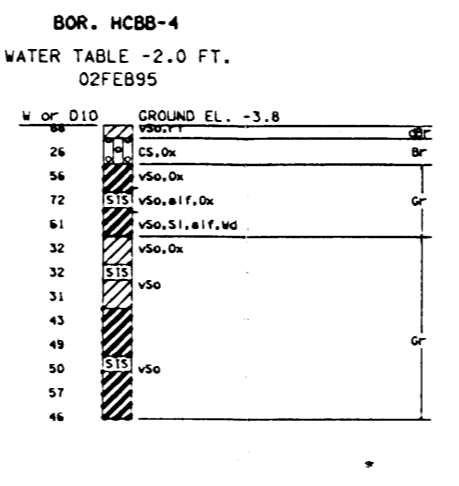 BOR. HCBB-4
WATER TABLE -2.0 FT.
02FEB95
W or D10 GROUND EL. -3.8
68 vSo,rt dBr
26 CS,Ox Br
56 vSo,Ox
72 SIS vSo,slf,Ox Gr
61 vSo,Sl,slf,Wd
32 vSo,Ox
32 SIS
31 vSo
43
49 Gr
50 SIS vSo
57
46